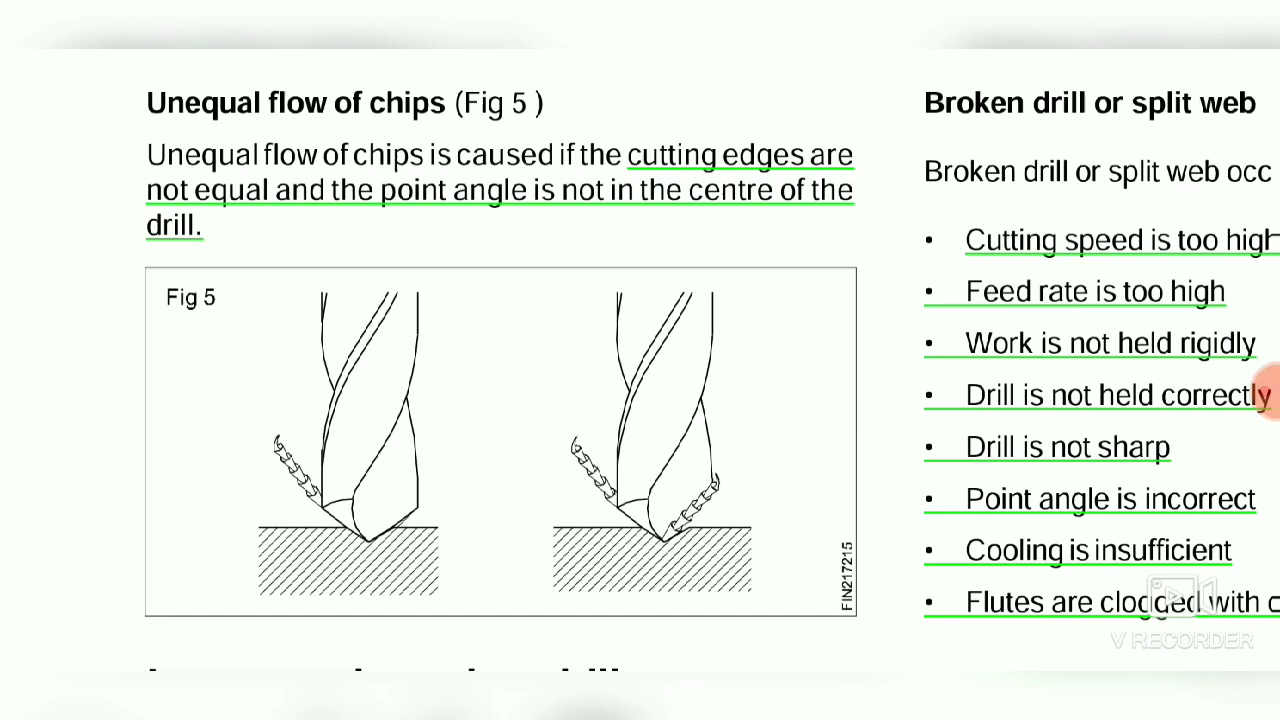 Unequal flow of chips (Fig 5 )
Unequal flow of chips is caused if the cutting edges are
not equal and the point angle is not in the centre of the
drill.
Fig 5
FIN217215
Broken drill or split web
Broken drill or split web occ
• Cutting speed is too high
• Feed rate is too high
• Work is not held rigidly
• Drill is not held correctly
• Drill is not sharp
• Point angle is incorrect
• Cooling is insufficient
• Flutes are clogged with
V RECORDER